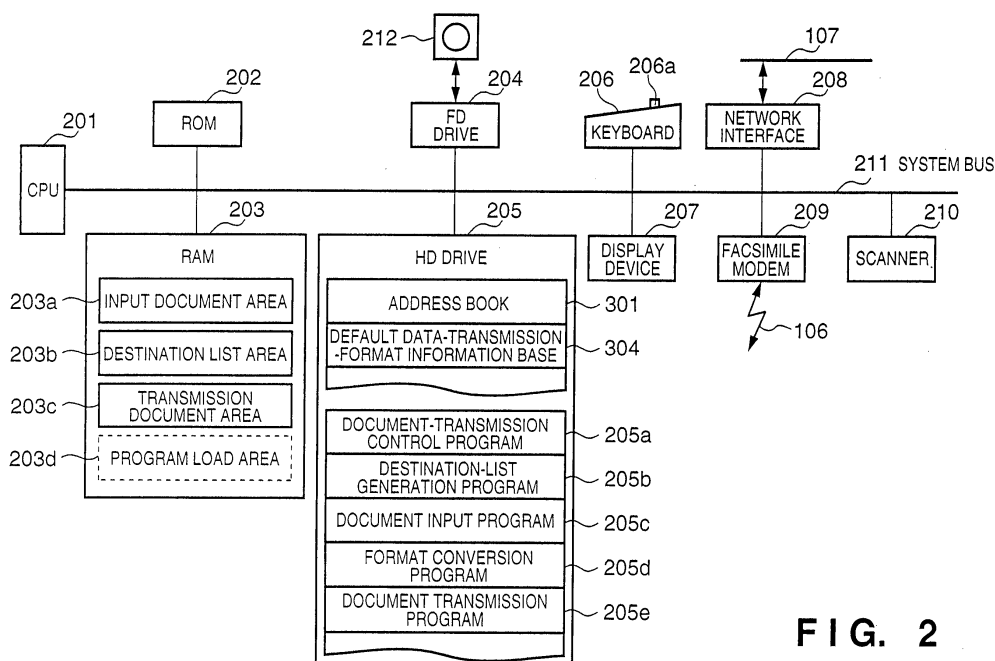 212
107
202
204
206
206a
208
201
ROM
FD
DRIVE
KEYBOARD
NETWORK
INTERFACE
CPU
211 SYSTEM BUS
203
205
207
209
210
RAM
HD DRIVE
DISPLAY
DEVICE
FACSIMILE
MODEM
SCANNER
203a
INPUT DOCUMENT AREA
ADDRESS BOOK
301
203b
DESTINATION LIST AREA
DEFAULT DATA-TRANSMISSION
-FORMAT INFORMATION BASE
304
106
203c
TRANSMISSION
DOCUMENT AREA
203d
PROGRAM LOAD AREA
DOCUMENT-TRANSMISSION
CONTROL PROGRAM
205a
DESTINATION-LIST
GENERATION PROGRAM
205b
DOCUMENT INPUT PROGRAM
205c
FORMAT CONVERSION
PROGRAM
205d
DOCUMENT TRANSMISSION
PROGRAM
205e
FIG. 2